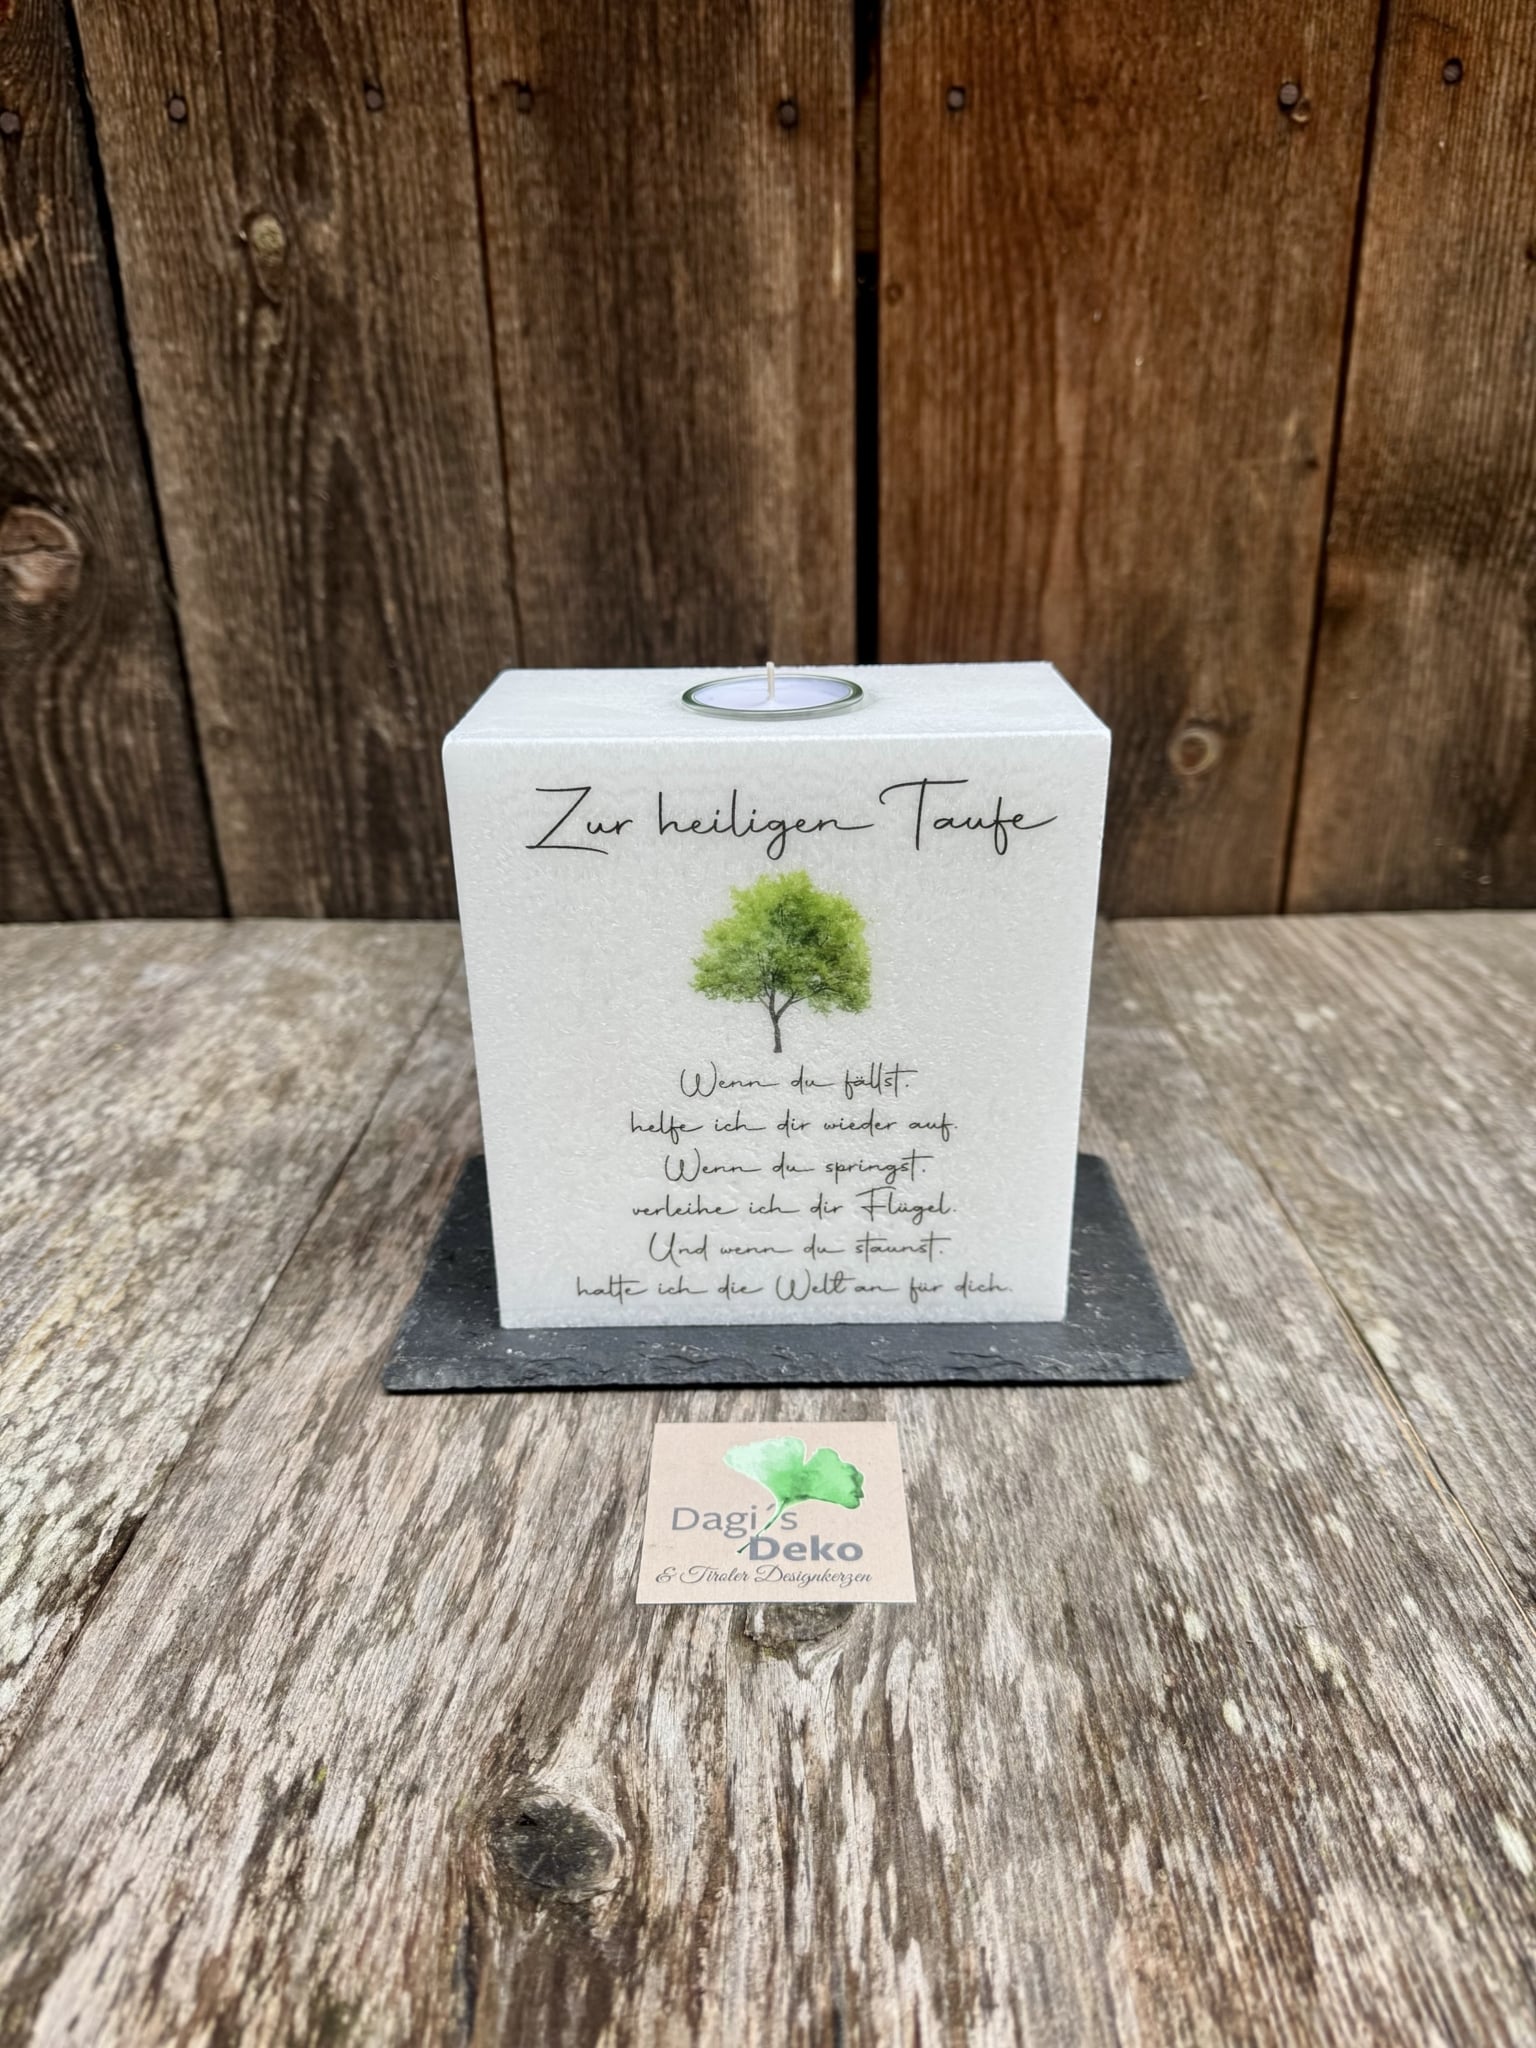 Zur heiligen Taufe
Wenn du fällst,
helfe ich dir wieder auf.
Wenn du springst,
verleihe ich dir Flügel.
Und wenn du staunst,
halte ich die Welt an für dich.
Dagi´s
Deko
& Tiroler Designkerzen